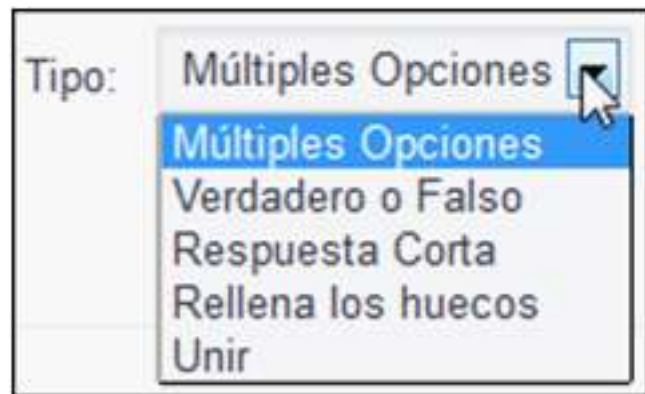 Tipo: Múltiples Opciones
Múltiples Opciones
Verdadero o Falso
Respuesta Corta
Rellena los huecos
Unir